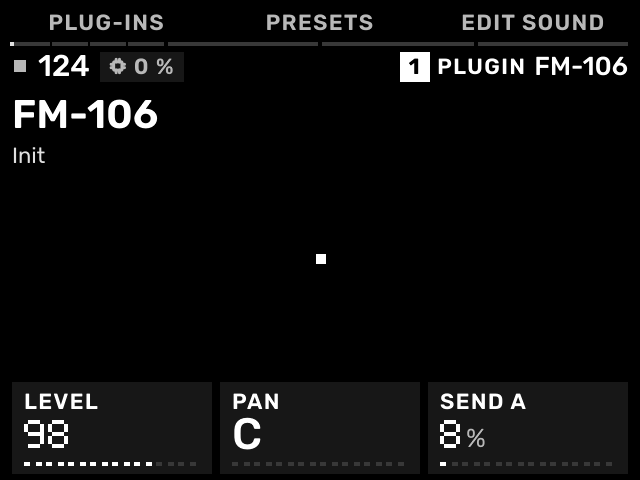 PLUG-INS PRESETS EDIT SOUND
124 0 % 1 PLUGIN FM-106
FM-106
Init
LEVEL PAN SEND A
98 C 8 %